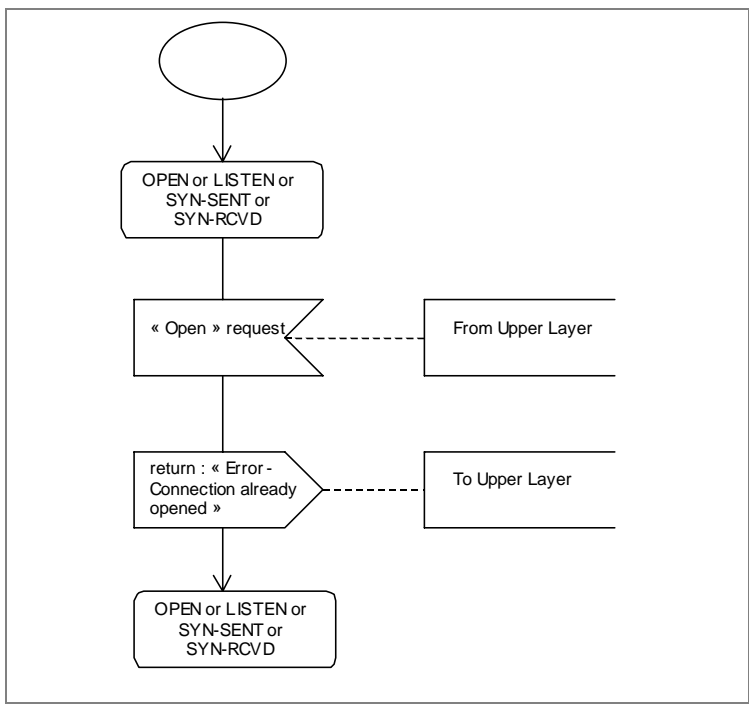 OPEN or LISTEN or
SYN-SENT or
SYN-RCVD
« Open » request
From Upper Layer
return : « Error -
Connection already
opened »
To Upper Layer
OPEN or LISTEN or
SYN-SENT or
SYN-RCVD